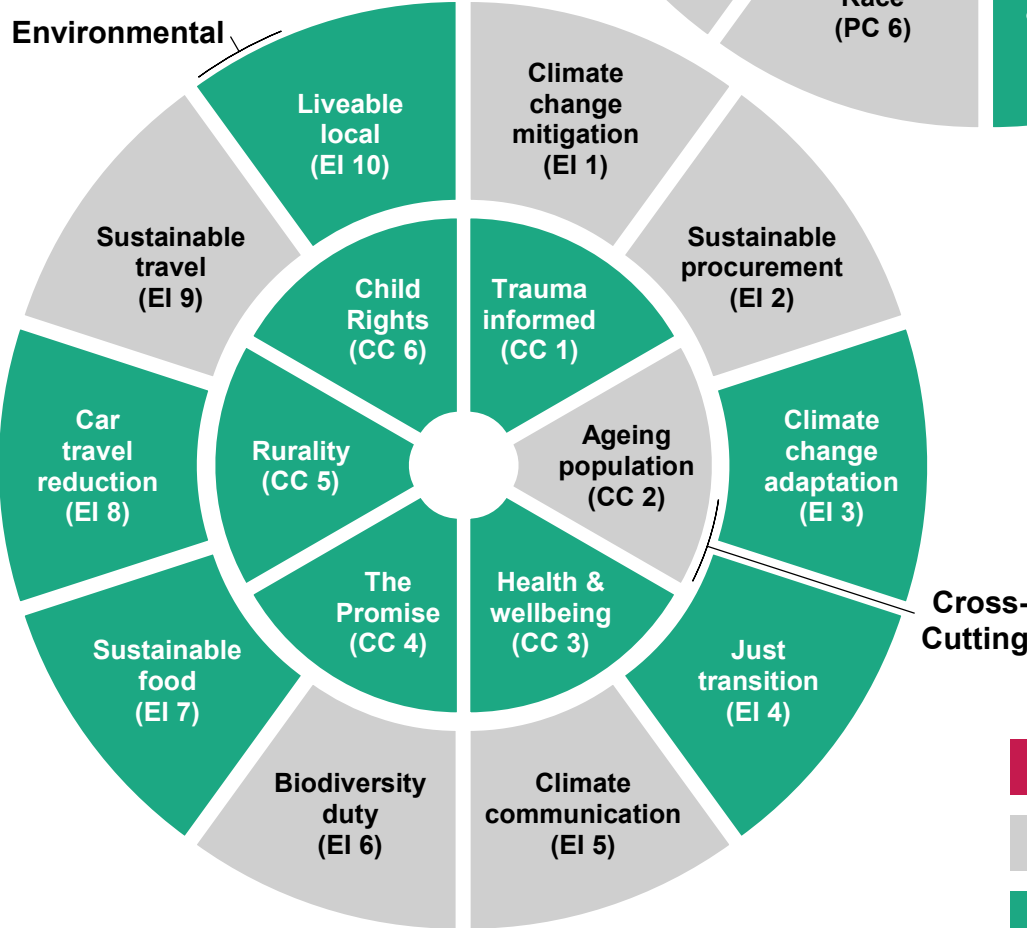 Environmental
Race
(PC 6)
Climate
change
mitigation
(EI 1)
Sustainable
procurement
(EI 2)
Climate
change
adaptation
(EI 3)
Just
transition
(EI 4)
Climate
communication
(EI 5)
Biodiversity
duty
(EI 6)
Sustainable
food
(EI 7)
Car
travel
reduction
(EI 8)
Sustainable
travel
(EI 9)
Liveable
local
(EI 10)
Trauma
informed
(CC 1)
Ageing
population
(CC 2)
Health &
wellbeing
(CC 3)
The
Promise
(CC 4)
Rurality
(CC 5)
Child
Rights
(CC 6)
Cross-
Cutting